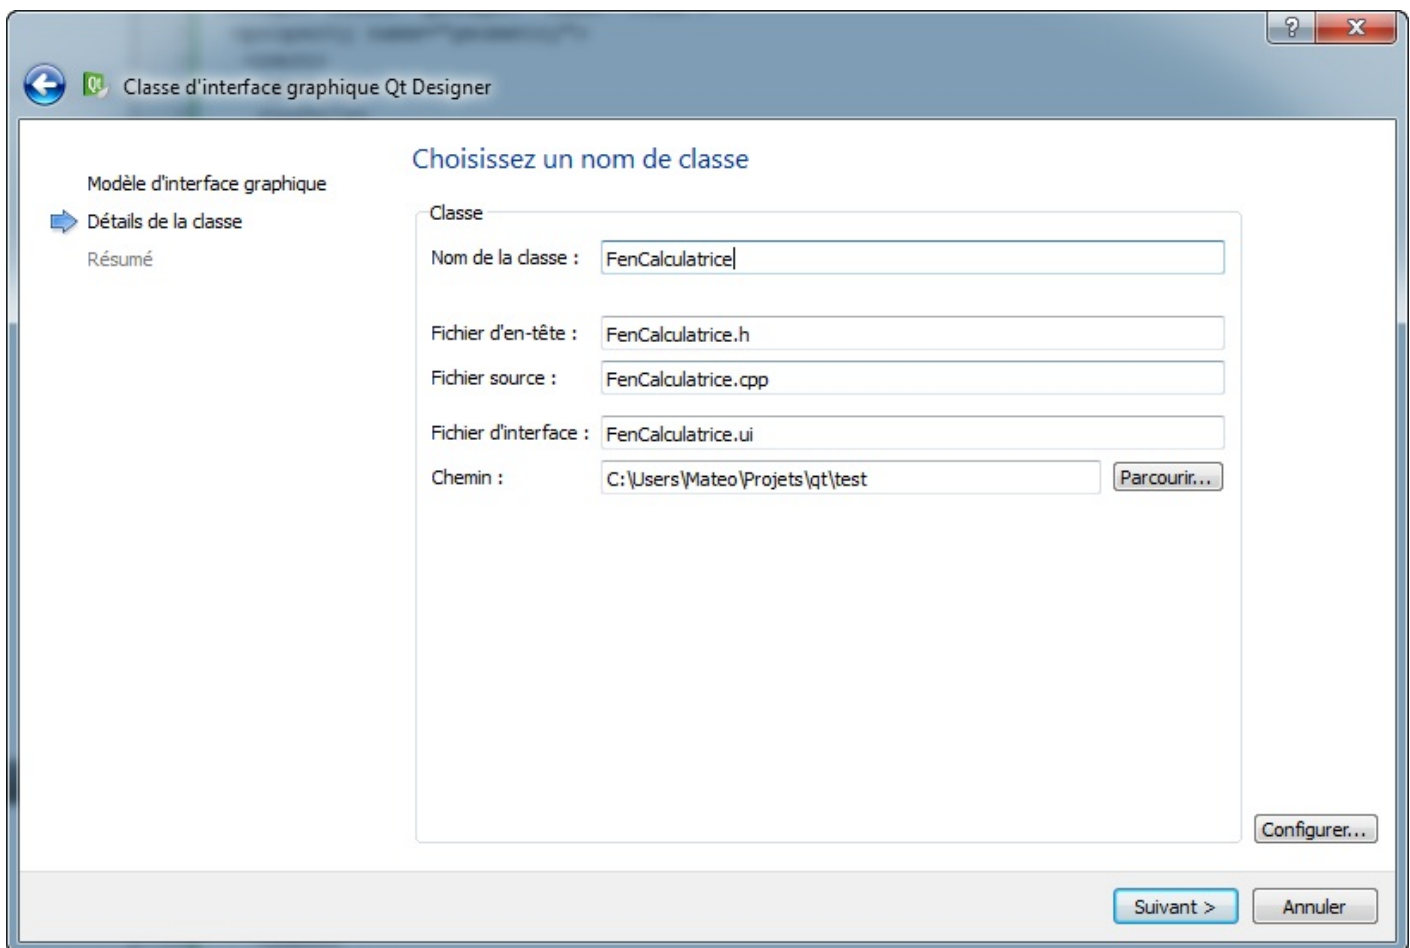 Classe d'interface graphique Qt Designer
Modèle d'interface graphique
Détails de la classe
Résumé
Choisissez un nom de classe
Classe
Nom de la classe : FenCalculatrice
Fichier d'en-tête : FenCalculatrice.h
Fichier source : FenCalculatrice.cpp
Fichier d'interface : FenCalculatrice.ui
Chemin : C:\Users\Mateo\Projets\qt\test Parcourir...
Configurer...
Suivant > Annuler